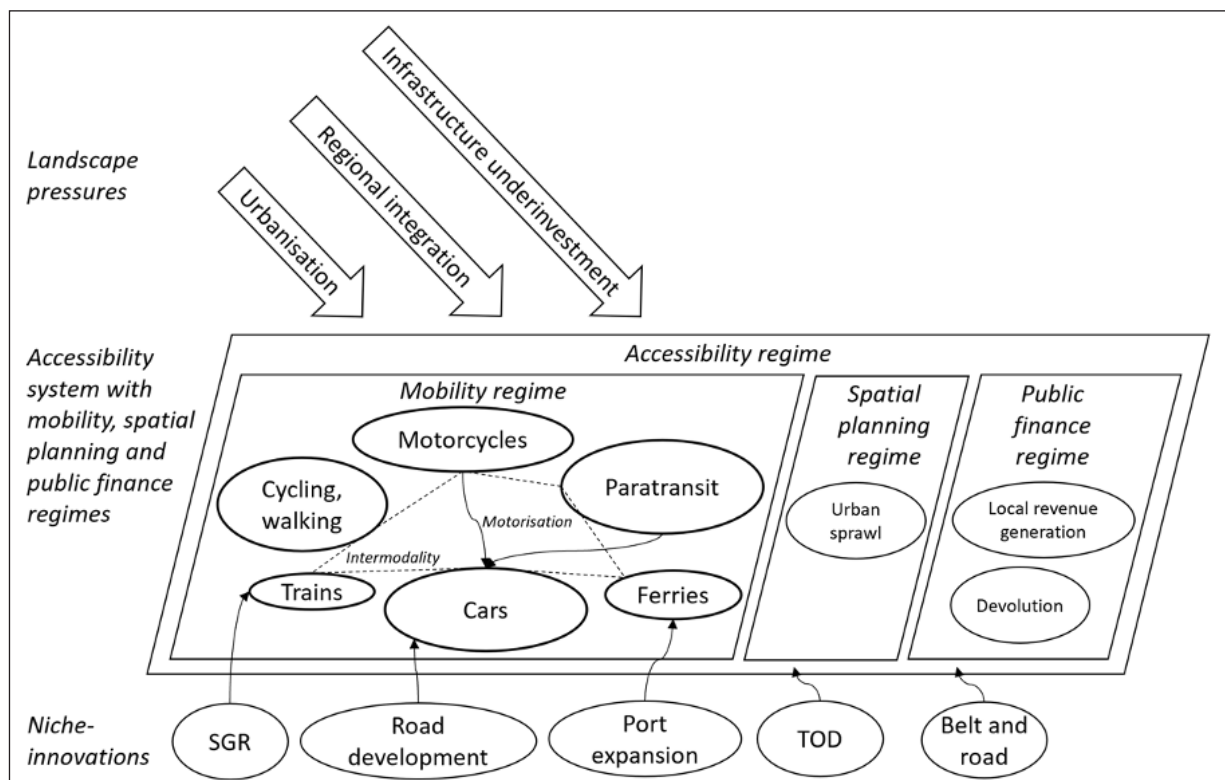 Landscape
pressures
Urbanisation
Regional integration
Infrastructure underinvestment
Accessibility
system with
mobility, spatial
planning and
public finance
regimes
Accessibility regime
Mobility regime
Motorcycles
Cycling,
walking
Paratransit
Motorisation
Intermodality
Trains
Cars
Ferries
Spatial
planning
regime
Urban
sprawl
Public
finance
regime
Local revenue
generation
Devolution
Niche-
innovations
SGR
Road
development
Port
expansion
TOD
Belt and
road